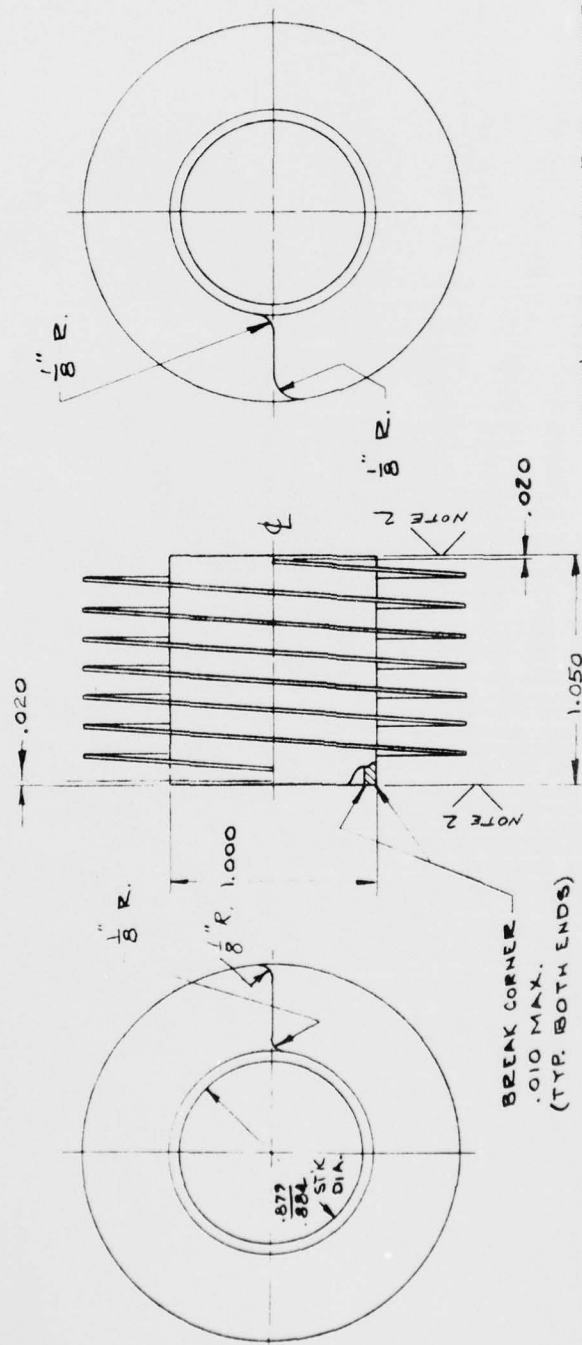 1/8" R.
1/8" R.
.879
.884
STK
DIA.
1.000
BREAK CORNER
.010 MAX.
(TYP. BOTH ENDS)
.020
NOTE 2
1.050
NOTE 2
.020
℄
1/8" R.
1/8" R.